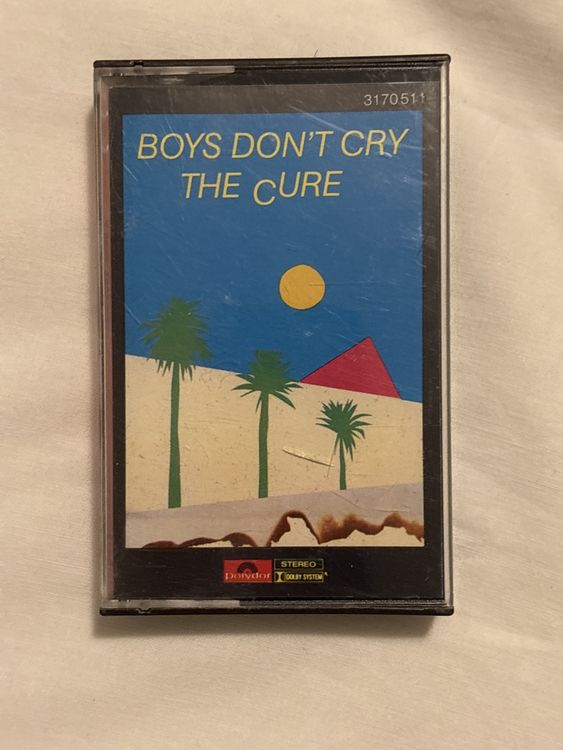 3170511
BOYS DON'T CRY
THE CURE
polydor
STEREO
DOLBY SYSTEM